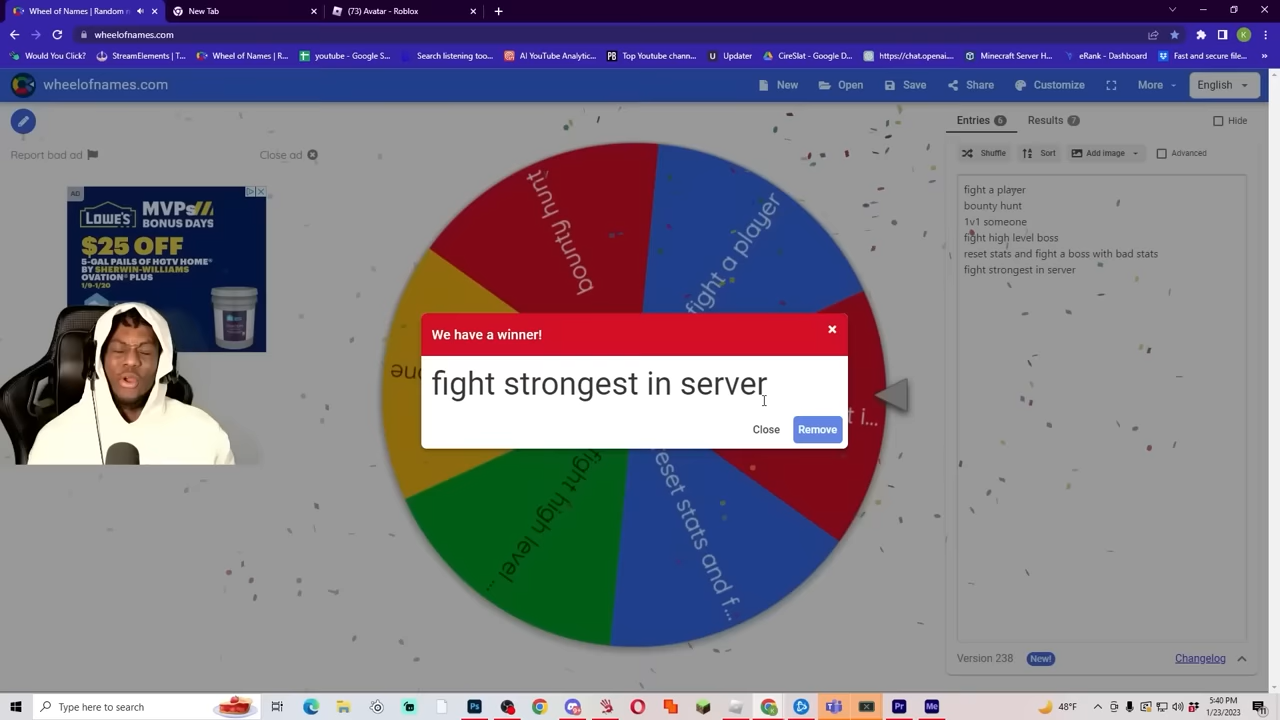 Wheel of Names | Random n
New Tab
(73) Avatar - Roblox
wheelofnames.com
Would You Click?
StreamElements | T...
Wheel of Names | R...
youtube - Google S...
Search listening too...
AI YouTube Analytic...
Top Youtube chann...
Updater
CireSlat - Google D...
https://chat.openai...
Minecraft Server H...
eRank - Dashboard
Fast and secure file...
wheelofnames.com
New
Open
Save
Share
Customize
More
English
Report bad ad
Close ad
AD
LOWE'S
MVPs
BONUS DAYS
$25 OFF
5-GAL PAILS OF HGTV HOME®
BY SHERWIN-WILLIAMS
OVATION® PLUS
1/9-1/20
bounty hunt
fight a player
one
t i...
fight high level ...
eset stats and f...
We have a winner!
fight strongest in server
Close
Remove
Entries 6
Results 7
Hide
Shuffle
Sort
Add image
Advanced
fight a player
bounty hunt
1v1 someone
fight high level boss
reset stats and fight a boss with bad stats
fight strongest in server
Version 238
New!
Changelog
Type here to search
48°F
5:40 PM
1/23/2023